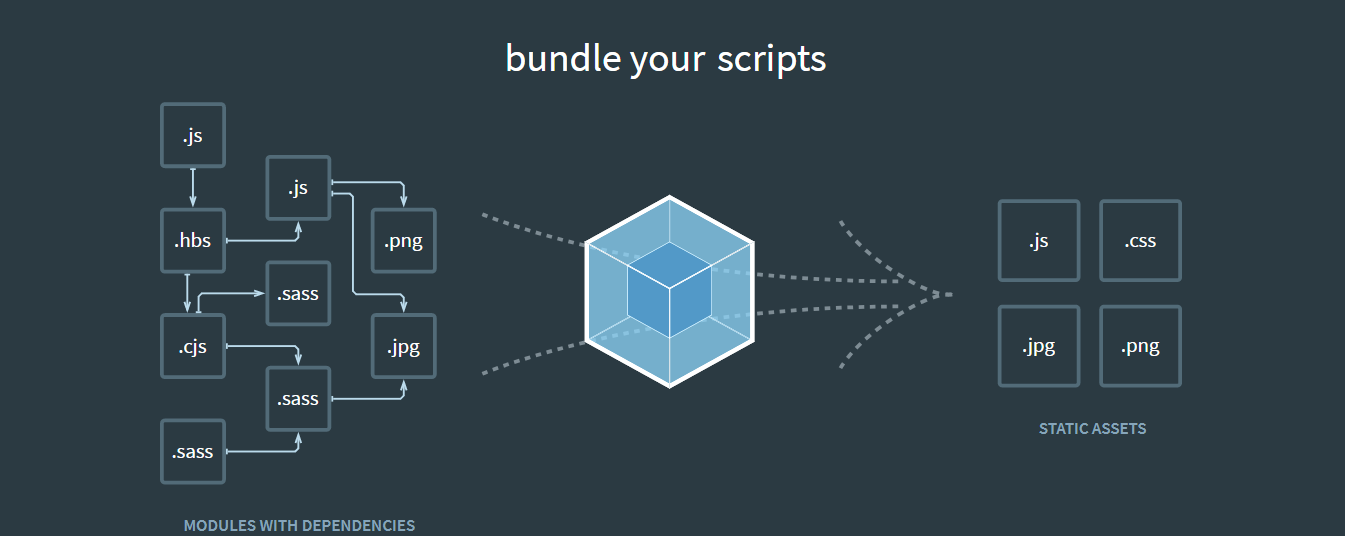 bundle your scripts
.js
.js
.hbs
.png
.sass
.cjs
.jpg
.sass
.sass
MODULES WITH DEPENDENCIES
.js
.css
.jpg
.png
STATIC ASSETS